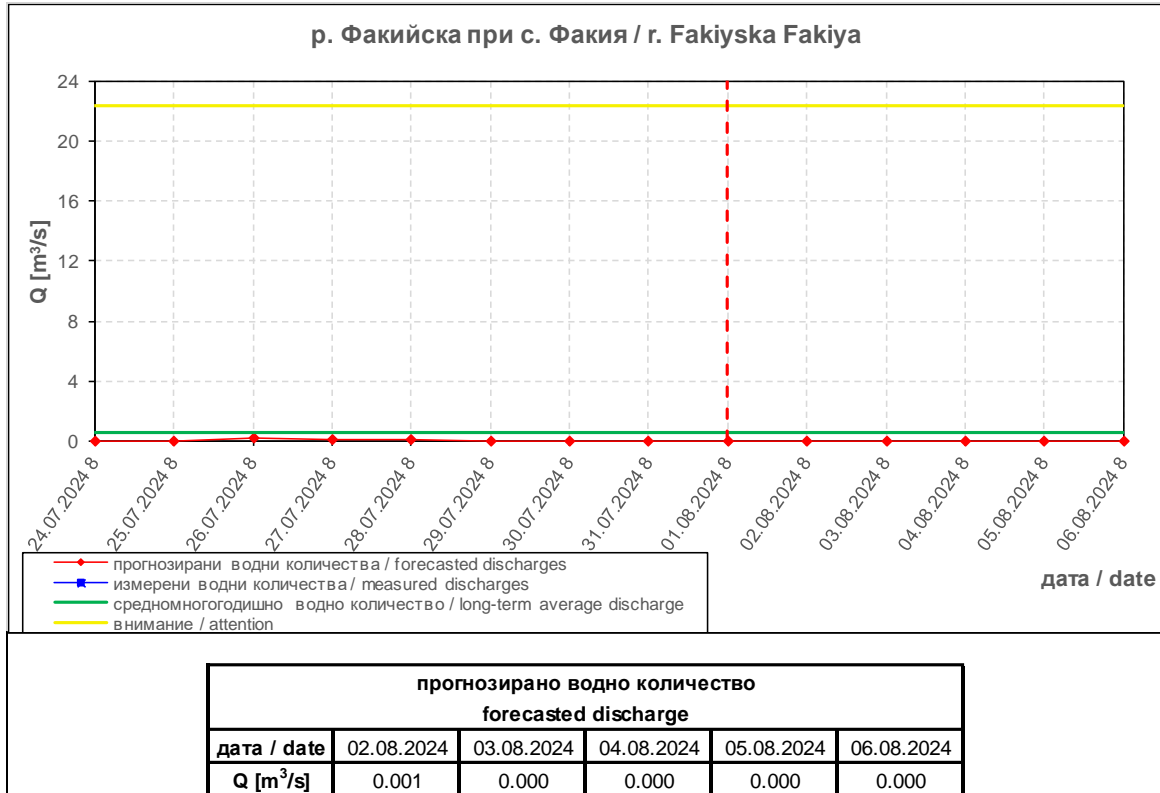 р. Факийска при с. Факия / r. Fakiyska Fakiya
24
20
16
12
8
4
0
Q [m³/s]
24.07.2024 8
25.07.2024 8
26.07.2024 8
27.07.2024 8
28.07.2024 8
29.07.2024 8
30.07.2024 8
31.07.2024 8
01.08.2024 8
02.08.2024 8
03.08.2024 8
04.08.2024 8
05.08.2024 8
06.08.2024 8
дата / date
прогнозирани водни количества / forecasted discharges
измерени водни количества / measured discharges
средномногогодишно водно количество / long-term average discharge
внимание / attention
прогнозирано водно количество
forecasted discharge
дата / date 02.08.2024 03.08.2024 04.08.2024 05.08.2024 06.08.2024
Q [m³/s] 0.001 0.000 0.000 0.000 0.000